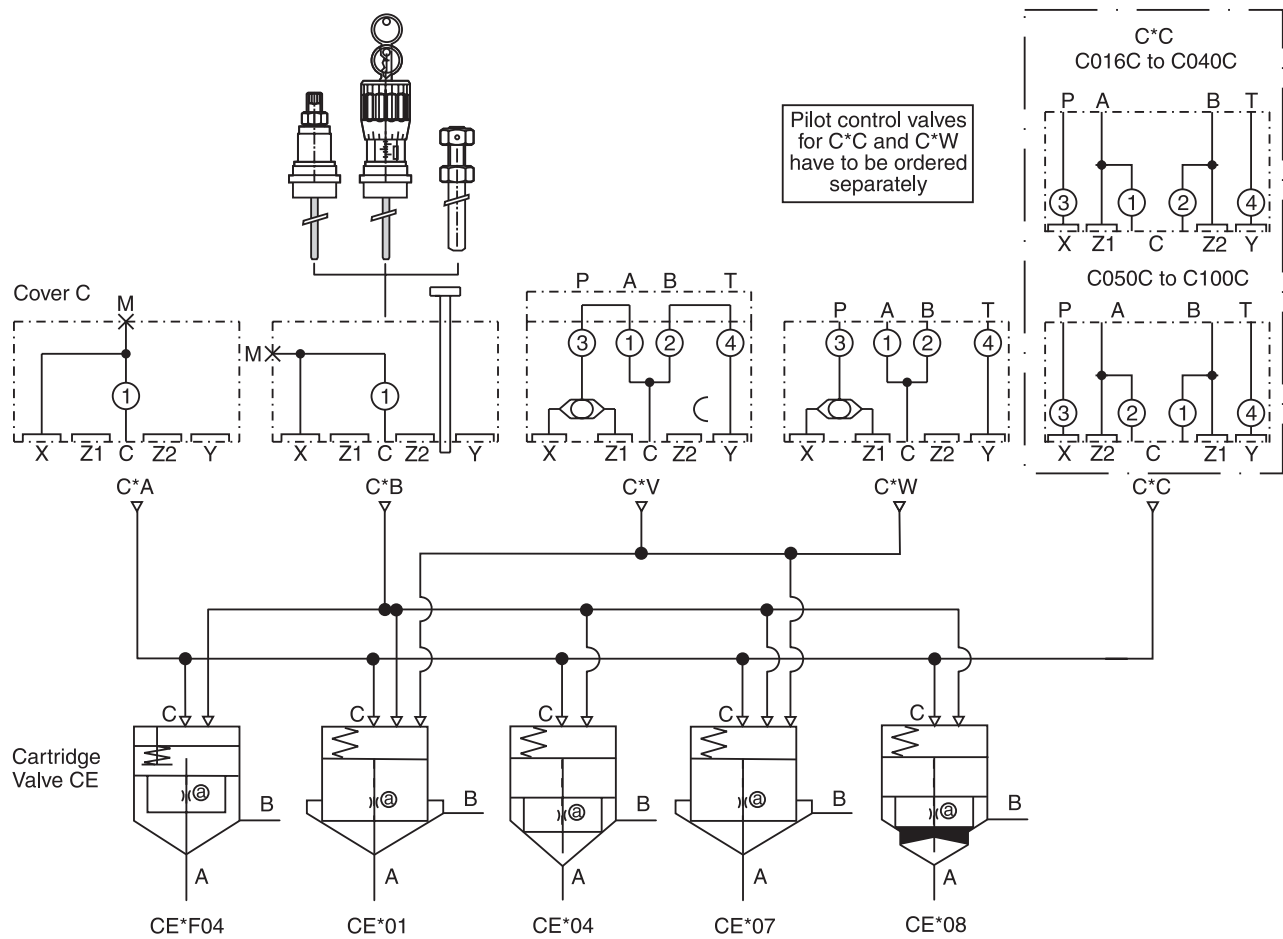 C*C
C016C to C040C
P A B T
3 1 2 4
X Z1 C Z2 Y
C050C to C100C
P A B T
3 2 1 4
X Z2 C Z1 Y
C*C
Pilot control valves
for C*C and C*W
have to be ordered
separately
Cover C
M
1
X Z1 C Z2 Y
C*A
M
1
X Z1 C Z2 Y
C*B
P A B T
3 1 2 4
X Z1 C Z2 Y
C*V
P A B T
3 1 2 4
X Z1 C Z2 Y
C*W
Cartridge
Valve CE
C
a
B
A
CE*F04
C
a
B
A
CE*01
C
a
B
A
CE*04
C
a
B
A
CE*07
C
a
B
A
CE*08